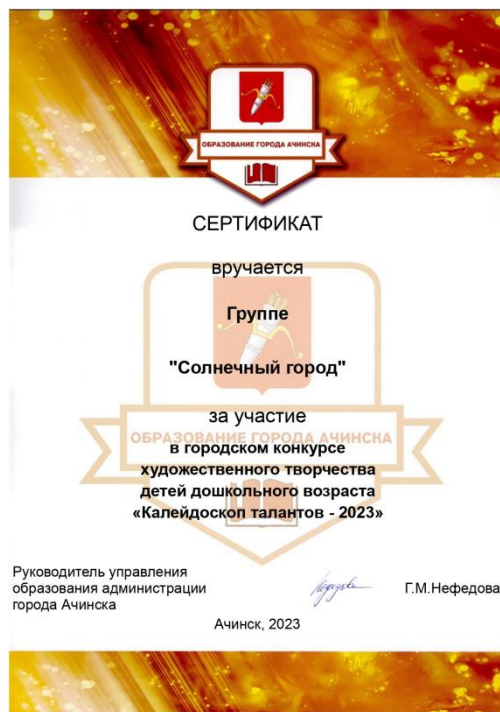 ОБРАЗОВАНИЕ ГОРОДА АЧИНСКА
СЕРТИФИКАТ
вручается
Группе
"Солнечный город"
за участие
ОБРАЗОВАНИЕ ГОРОДА АЧИНСКА
в городском конкурсе
художественного творчества
детей дошкольного возраста
«Калейдоскоп талантов - 2023»
Руководитель управления
образования администрации
города Ачинска
Г.М.Нефедова
Ачинск, 2023